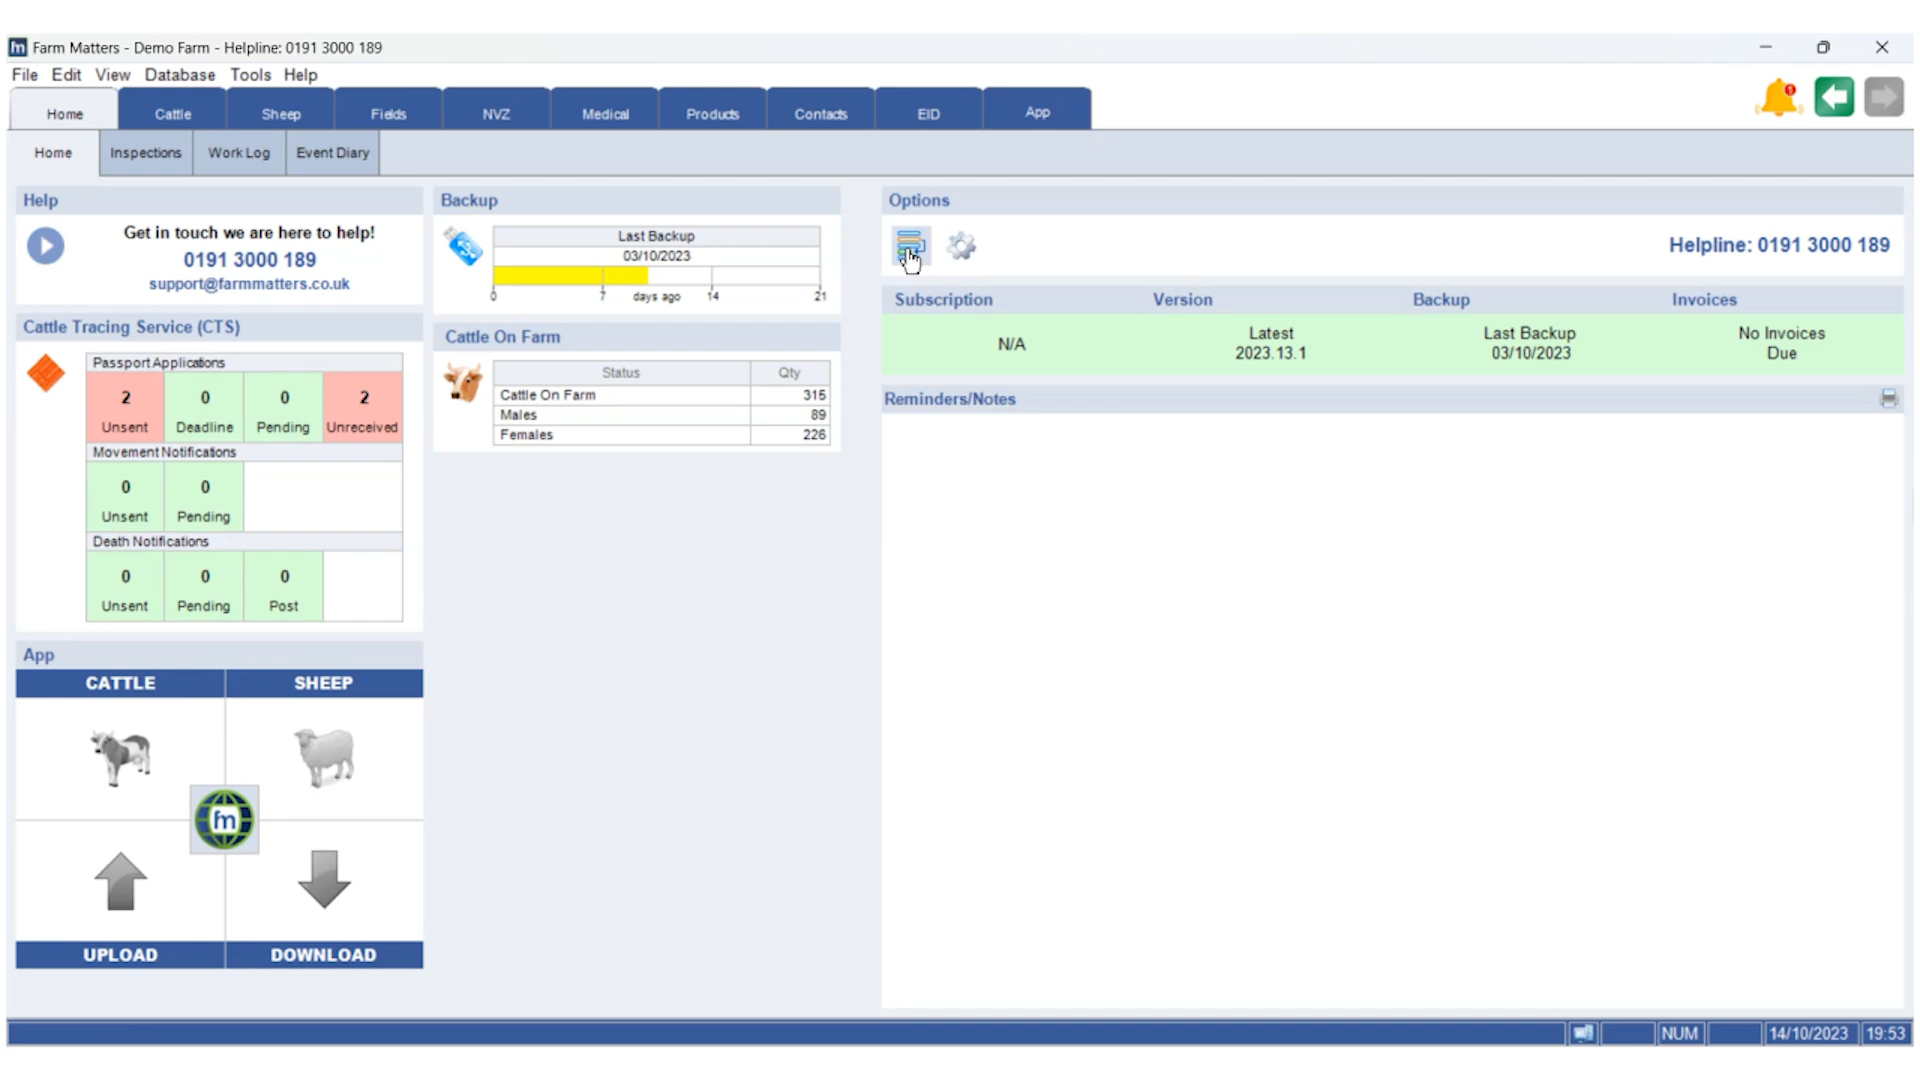 fm Farm Matters - Demo Farm - Helpline: 0191 3000 189
File Edit View Database Tools Help
Home Cattle Sheep Fields NVZ Medical Products Contacts EID App
1
Home Inspections Work Log Event Diary
Help
Get in touch we are here to help!
0191 3000 189
support@farmmatters.co.uk
Cattle Tracing Service (CTS)
Passport Applications
2 0 0 2
Unsent Deadline Pending Unreceived
Movement Notifications
0 0
Unsent Pending
Death Notifications
0 0 0
Unsent Pending Post
App
CATTLE SHEEP
fm
UPLOAD DOWNLOAD
Backup
Last Backup
03/10/2023
0 7 days ago 14 21
Cattle On Farm
Status Qty
Cattle On Farm 315
Males 89
Females 226
Options
Helpline: 0191 3000 189
Subscription Version Backup Invoices
N/A
Latest
2023.13.1
Last Backup
03/10/2023
No Invoices
Due
Reminders/Notes
NUM 14/10/2023 19:53